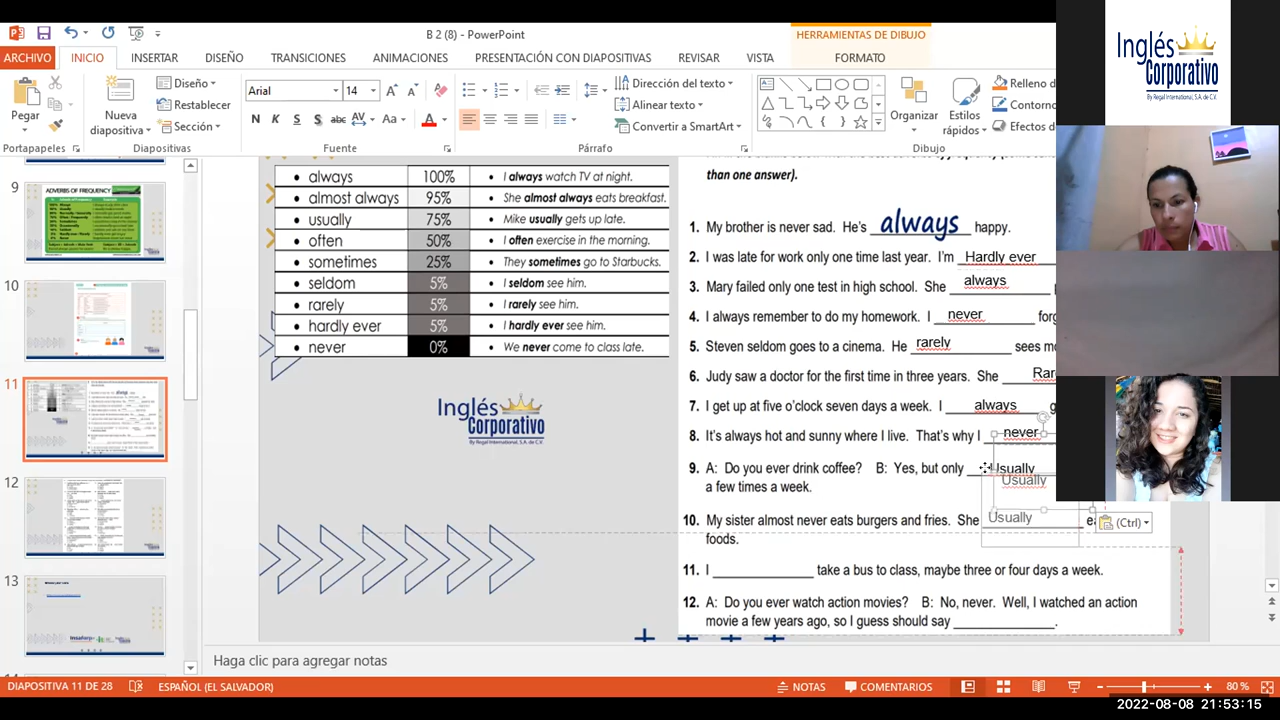 B 2 (8) - PowerPoint
HERRAMIENTAS DE DIBUJO
ARCHIVO INICIO INSERTAR DISEÑO TRANSICIONES ANIMACIONES PRESENTACIÓN CON DIAPOSITIVAS REVISAR VISTA FORMATO
Pegar
Portapapeles
Nueva diapositiva
Diseño
Restablecer
Sección
Diapositivas
Arial
N K S S abc AV Aa A
Fuente
Dirección del texto
Alinear texto
Convertir a SmartArt
Párrafo
Organizar
Estilos rápidos
Relleno d
Contorno
Efectos d
Dibujo
Inglés
Corporativo
By Regal International, S.A. de C.V.
9
ADVERBS OF FREQUENCY
10
11
12
13
• always 100% • I always watch TV at night.
• almost always 95% • She almost always eats breakfast.
• usually 75% • Mike usually gets up late.
• often 50% • I often exercise in the morning.
• sometimes 25% • They sometimes go to Starbucks.
• seldom 5% • I seldom see him.
• rarely 5% • I rarely see him.
• hardly ever 5% • I hardly ever see him.
• never 0% • We never come to class late.
Inglés
Corporativo
than one answer).
1. My brother is never sad. He's always happy.
2. I was late for work only one time last year. I'm Hardly ever
3. Mary failed only one test in high school. She always
4. I always remember to do my homework. I never forg
5. Steven seldom goes to a cinema. He rarely sees mo
6. Judy saw a doctor for the first time in three years. She Rar
7. I get up at five o'clock seven days a week. I always g
8. It's always hot and sunny where I live. That's why I never
9. A: Do you ever drink coffee? B: Yes, but only Usually
Usually
a few times a week.
10. My sister almost never eats burgers and fries. She Usually ea
(Ctrl)
foods.
11. I ____________ take a bus to class, maybe three or four days a week.
12. A: Do you ever watch action movies? B: No, never. Well, I watched an action
movie a few years ago, so I guess should say ____________.
Haga clic para agregar notas
DIAPOSITIVA 11 DE 28 ESPAÑOL (EL SALVADOR) NOTAS COMENTARIOS 80 %
2022-08-08 21:53:15